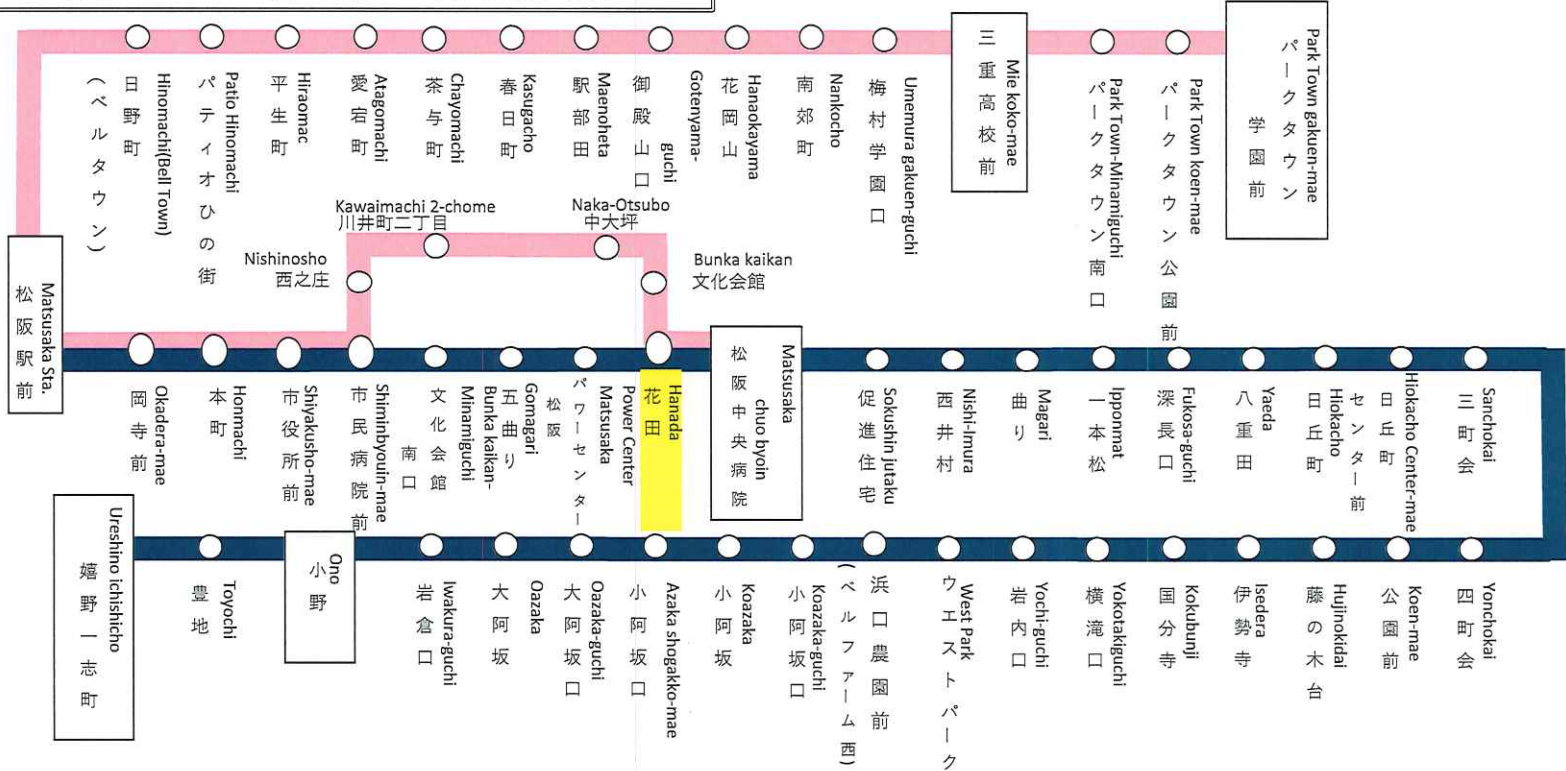 Hinomachi(Bell Town)
日野町
(ベルタウン)
Patio Hinomachi
パティオひの街
Hiraomac
平生町
Atagomachi
愛宕町
Chayomachi
茶与町
Kasugacho
春日町
Maenoheta
駅部田
Gotenyama-
guchi
御殿山口
Hanaokayama
花岡山
Nankocho
南郊町
Umemura gakuen-guchi
梅村学園口
Mie koko-mae
三重高校前
Park Town-Minamiguchi
パークタウン南口
Park Town koen-mae
パークタウン公園前
Park Town gakuen-mae
パークタウン
学園前
Kawaimachi 2-chome
川井町二丁目
Naka-Otsubo
中大坪
Nishinosho
西之庄
Bunka kaikan
文化会館
Matsusaka Sta.
松阪駅前
Okadera-mae
岡寺前
Honmachi
本町
Shiyakusho-mae
市役所前
Shiminbyouin-mae
市民病院前
Bunka kaikan-
Minamiguchi
文化会館
南口
Gomagari
五曲り
Matsusaka
Power Center
松阪
パワーセンター
Hanada
花田
Matsusaka
chuo byoin
松阪中央病院
Sokushin jutaku
促進住宅
Nishi-Imura
西井村
Magari
曲り
Ipponmat
一本松
Fukosa-guchi
深長口
Yaeda
八重田
Hiokacho
日丘町
Hiokacho Center-mae
日丘町
センター前
Sanchokai
三町会
Ureshino ichishicho
嬉野一志町
Toyochi
豊地
Ono
小野
Iwakura-guchi
岩倉口
Oazaka
大阿坂
Oazaka-guchi
大阿坂口
Azaka shogakko-mae
小阿坂口
Koazaka
小阿坂
Koazaka-guchi
小阿坂口
浜口農園前
(ベルファーム西)
West Park
ウエストパーク
Yochi-guchi
岩内口
Yokotakiguchi
横滝口
Kokubunji
国分寺
Isedera
伊勢寺
Hujinokidai
藤の木台
Koen-mae
公園前
Yonchokai
四町会